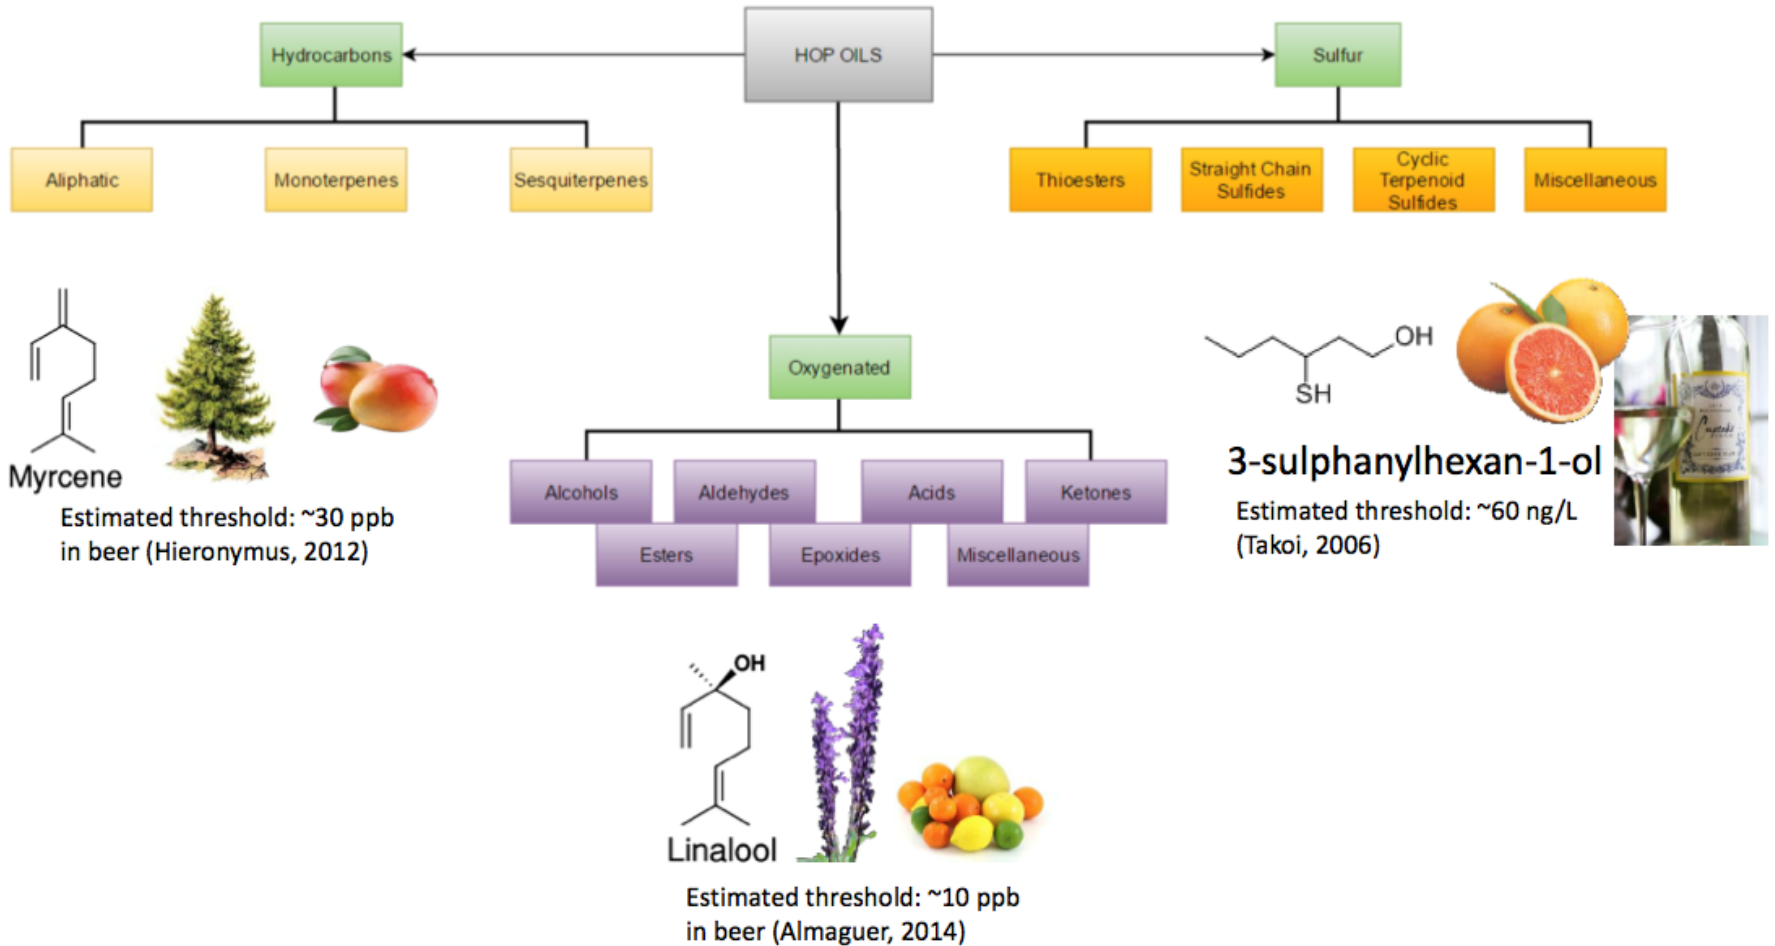 HOP OILS
Hydrocarbons
Sulfur
Aliphatic
Monoterpenes
Sesquiterpenes
Thioesters
Straight Chain
Sulfides
Cyclic
Terpenoid
Sulfides
Miscellaneous
Oxygenated
Alcohols
Aldehydes
Acids
Ketones
Esters
Epoxides
Miscellaneous
Myrcene
Estimated threshold: ~30 ppb
in beer (Hieronymus, 2012)
OH
SH
3-sulphanylhexan-1-ol
Estimated threshold: ~60 ng/L
(Takoi, 2006)
Cupcake
OH
Linalool
Estimated threshold: ~10 ppb
in beer (Almaguer, 2014)